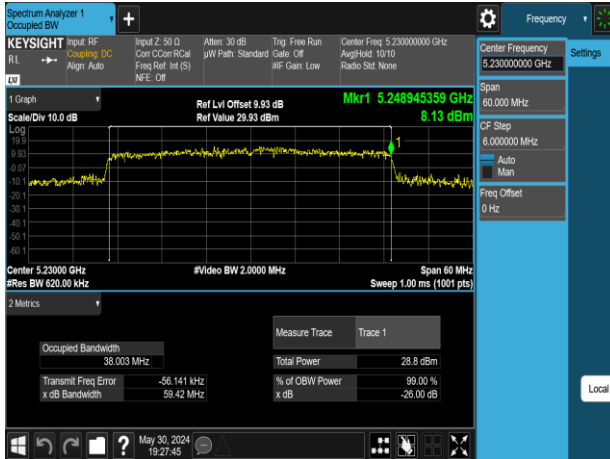 Spectrum Analyzer 1
Occupied BW
Frequency
KEYSIGHT
RL
LXI
Input: RF
Coupling: DC
Align: Auto
Input Z: 50 Ω
Corr CCorr RCal
Freq Ref: Int (S)
NFE: Off
Atten: 30 dB
µW Path: Standard
Trig: Free Run
Gate: Off
#IF Gain: Low
Center Freq: 5.230000000 GHz
Avg|Hold: 10/10
Radio Std: None
Center Frequency
5.230000000 GHz
Settings
Span
60.000 MHz
CF Step
6.000000 MHz
Auto
Man
Freq Offset
0 Hz
Local
1 Graph
Scale/Div 10.0 dB
Ref Lvl Offset 9.93 dB
Ref Value 29.93 dBm
Mkr1 5.248945359 GHz
8.13 dBm
Log
19.9
9.93
-0.07
-10.1
-20.1
-30.1
-40.1
-50.1
-60.1
1
Center 5.23000 GHz
#Res BW 620.00 kHz
#Video BW 2.0000 MHz
Span 60 MHz
Sweep 1.00 ms (1001 pts)
2 Metrics
Measure Trace Trace 1
Occupied Bandwidth
38.003 MHz
Total Power 28.8 dBm
Transmit Freq Error -56.141 kHz
% of OBW Power 99.00 %
x dB Bandwidth 59.42 MHz
x dB -26.00 dB
?
May 30, 2024
19:27:45